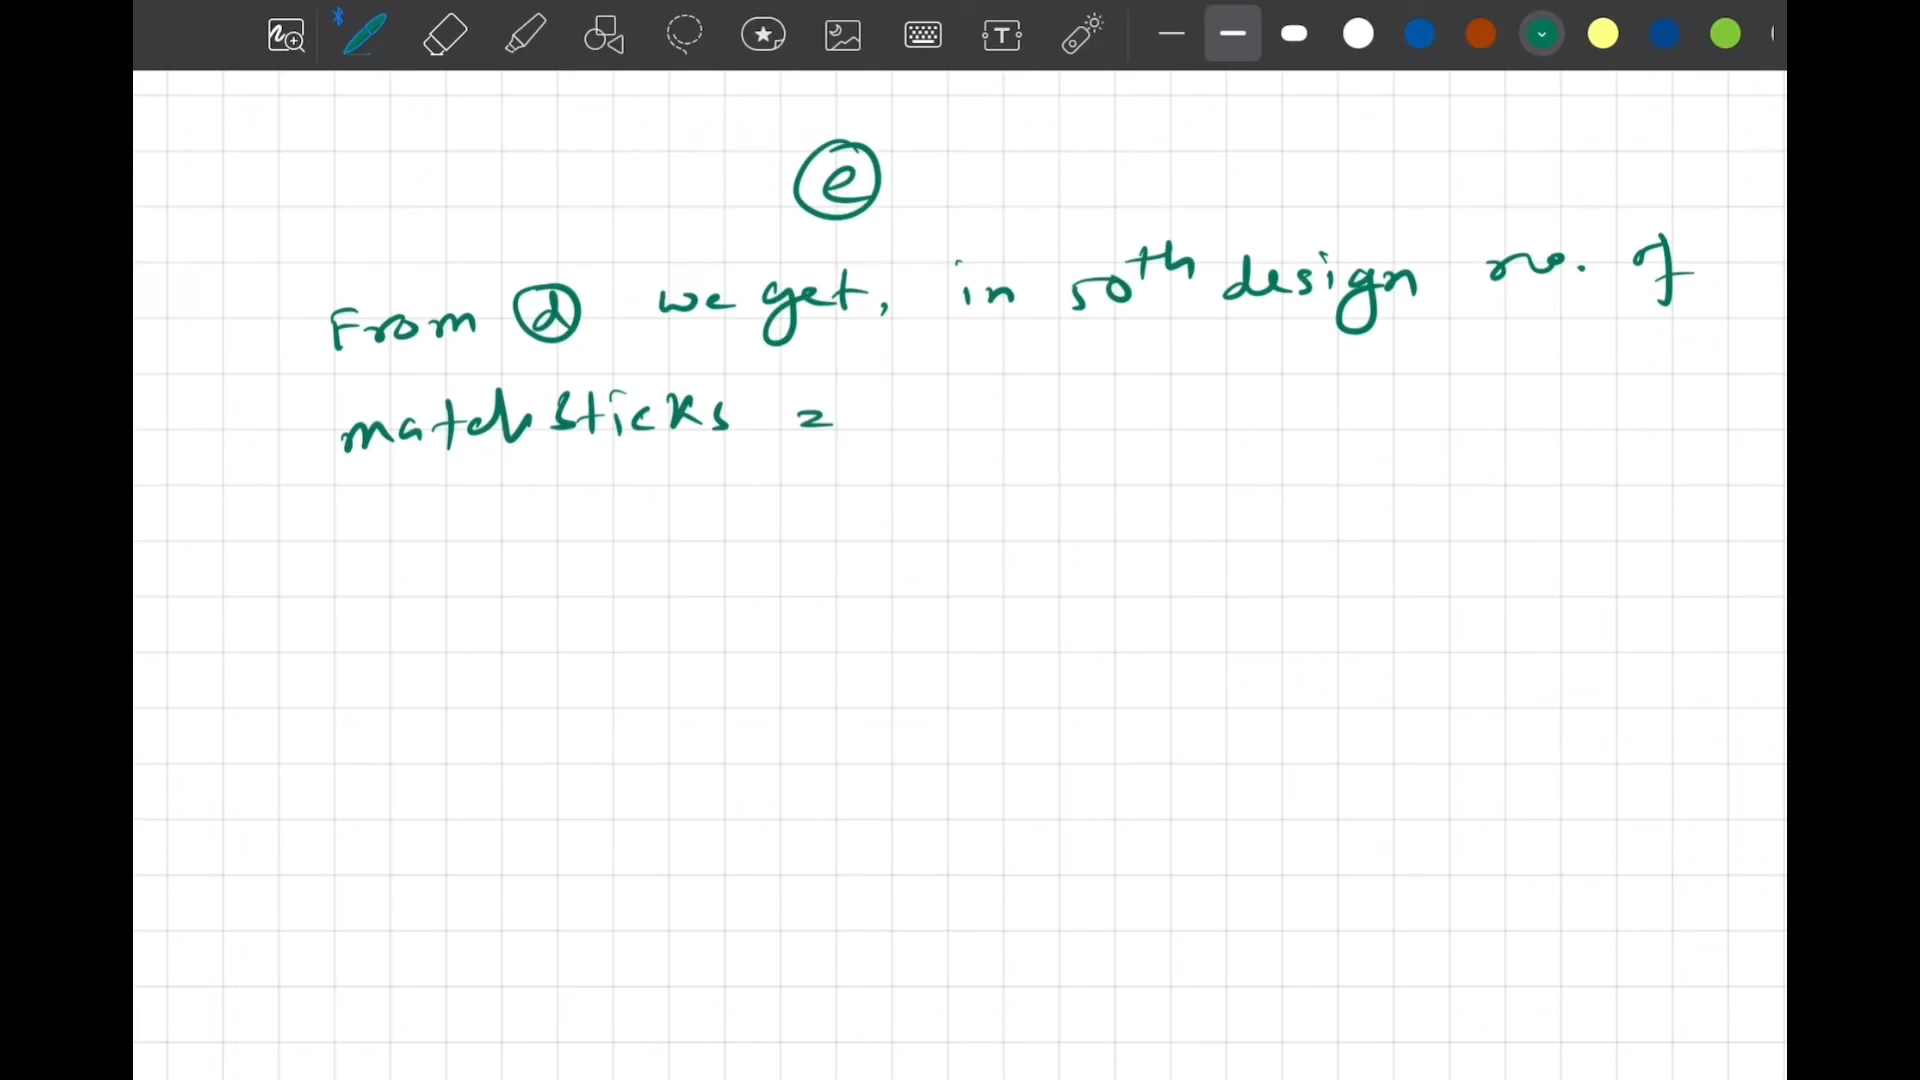 e
From d we get, in 50th design no. of
matchsticks =